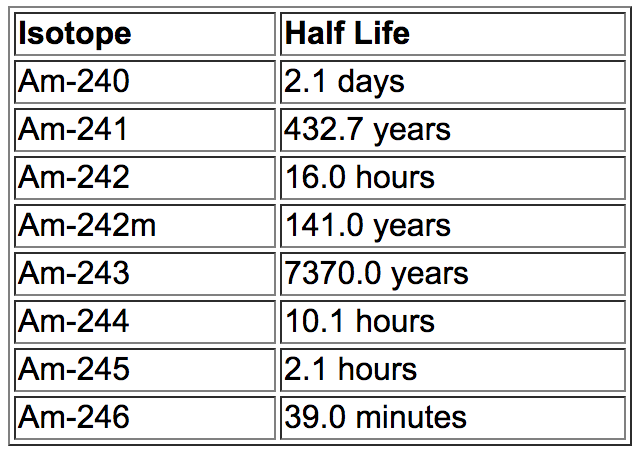 Isotope Half Life
Am-240 2.1 days
Am-241 432.7 years
Am-242 16.0 hours
Am-242m 141.0 years
Am-243 7370.0 years
Am-244 10.1 hours
Am-245 2.1 hours
Am-246 39.0 minutes